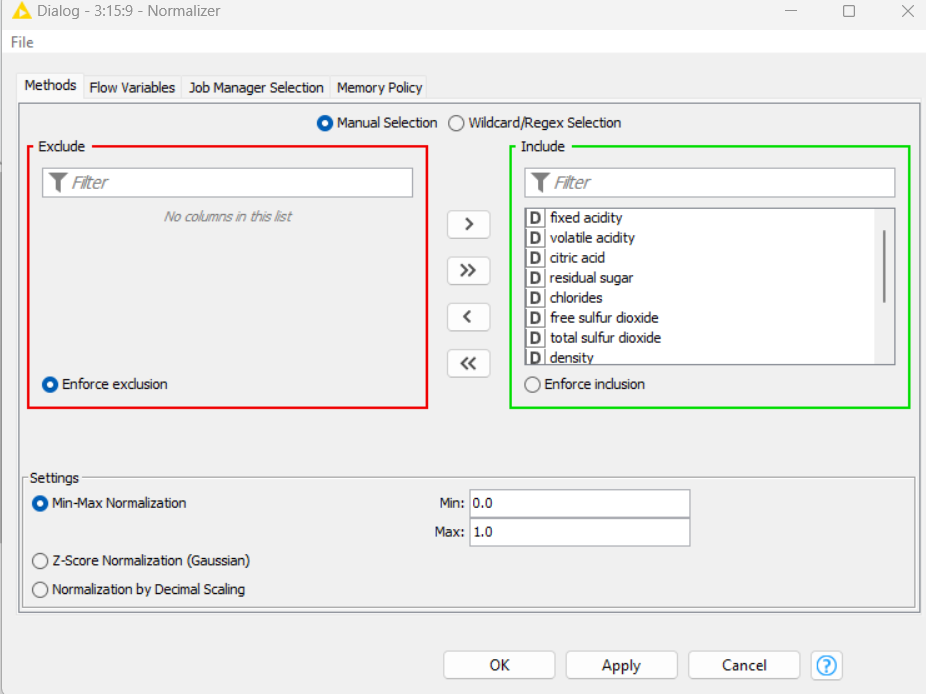 Dialog - 3:15:9 - Normalizer
File
Methods Flow Variables Job Manager Selection Memory Policy
Manual Selection Wildcard/Regex Selection
Exclude
Filter
No columns in this list
Enforce exclusion
>
>>
<
<<
Include
Filter
D fixed acidity
D volatile acidity
D citric acid
D residual sugar
D chlorides
D free sulfur dioxide
D total sulfur dioxide
D density
Enforce inclusion
Settings
Min-Max Normalization
Min: 0.0
Max: 1.0
Z-Score Normalization (Gaussian)
Normalization by Decimal Scaling
OK Apply Cancel ?